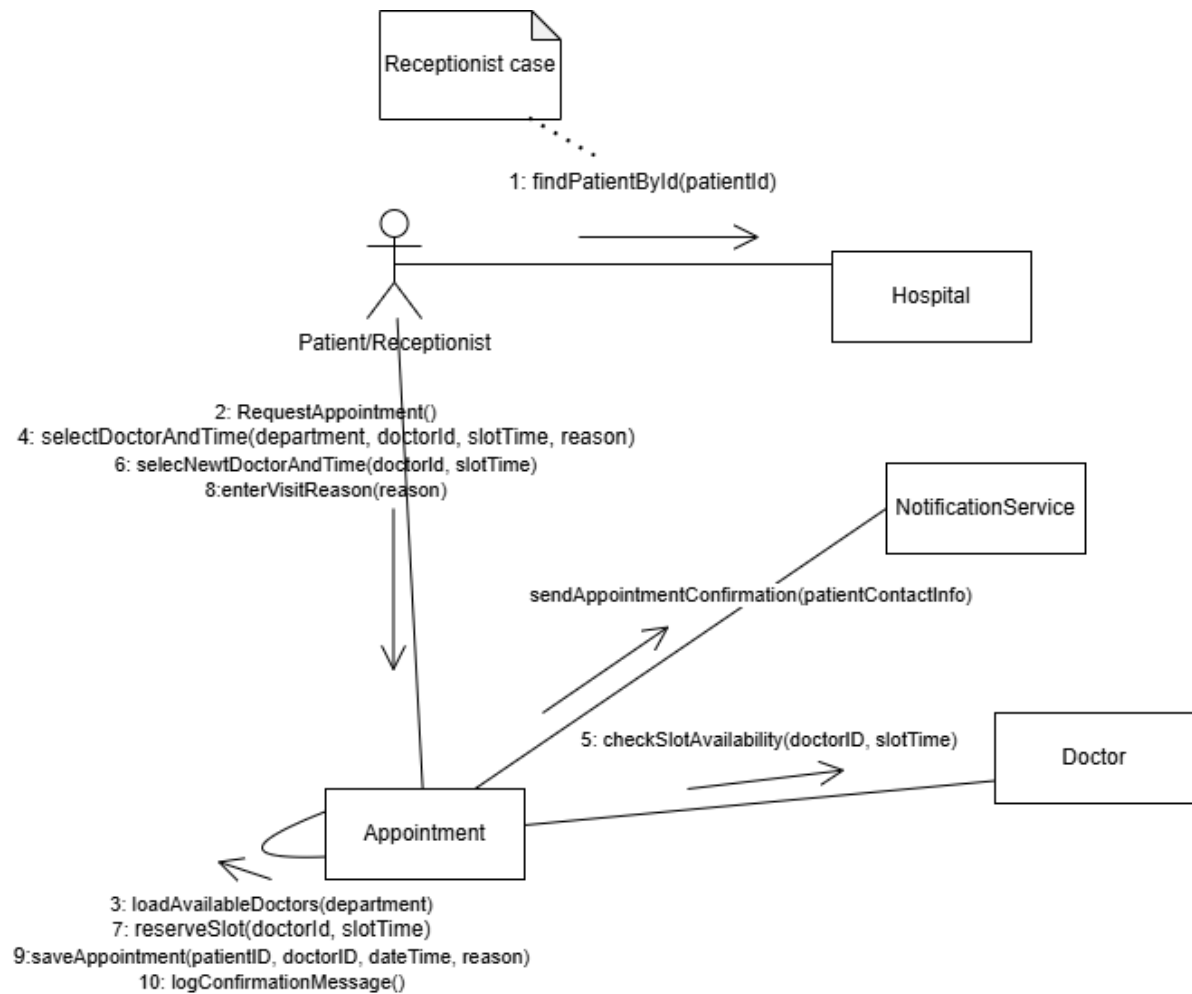 Receptionist case
1: findPatientById(patientId)
Hospital
Patient/Receptionist
2: RequestAppointment()
4: selectDoctorAndTime(department, doctorId, slotTime, reason)
6: selecNewtDoctorAndTime(doctorId, slotTime)
8:enterVisitReason(reason)
NotificationService
sendAppointmentConfirmation(patientContactInfo)
5: checkSlotAvailability(doctorID, slotTime)
Doctor
Appointment
3: loadAvailableDoctors(department)
7: reserveSlot(doctorId, slotTime)
9:saveAppointment(patientID, doctorID, dateTime, reason)
10: logConfirmationMessage()